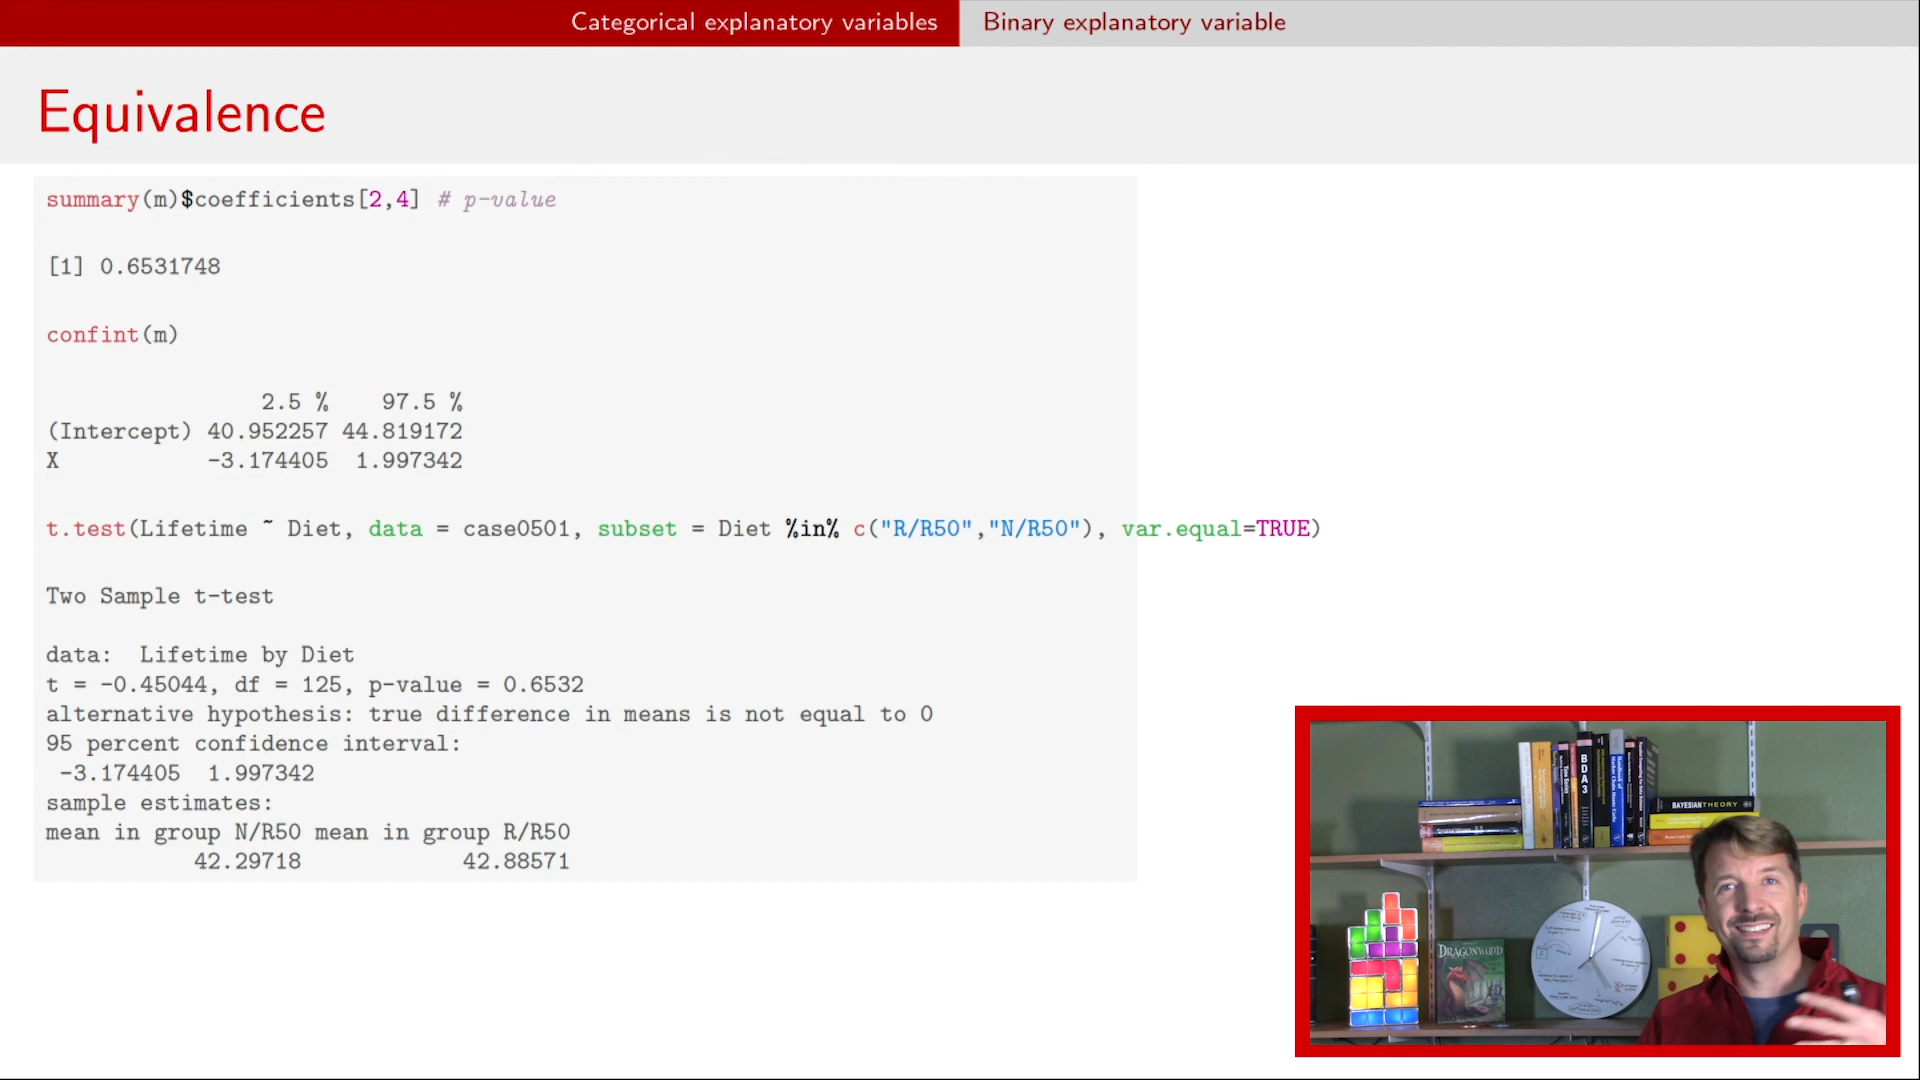 Categorical explanatory variables
Binary explanatory variable
Equivalence
summary(m)$coefficients[2,4] # p-value
[1] 0.6531748
confint(m)
2.5 % 97.5 %
(Intercept) 40.952257 44.819172
X -3.174405 1.997342
t.test(Lifetime ~ Diet, data = case0501, subset = Diet %in% c("R/R50","N/R50"), var.equal=TRUE)
Two Sample t-test
data: Lifetime by Diet
t = -0.45044, df = 125, p-value = 0.6532
alternative hypothesis: true difference in means is not equal to 0
95 percent confidence interval:
-3.174405 1.997342
sample estimates:
mean in group N/R50 mean in group R/R50
42.29718 42.88571
BDA3
BAYESIAN THEORY
DRAGONWOOD